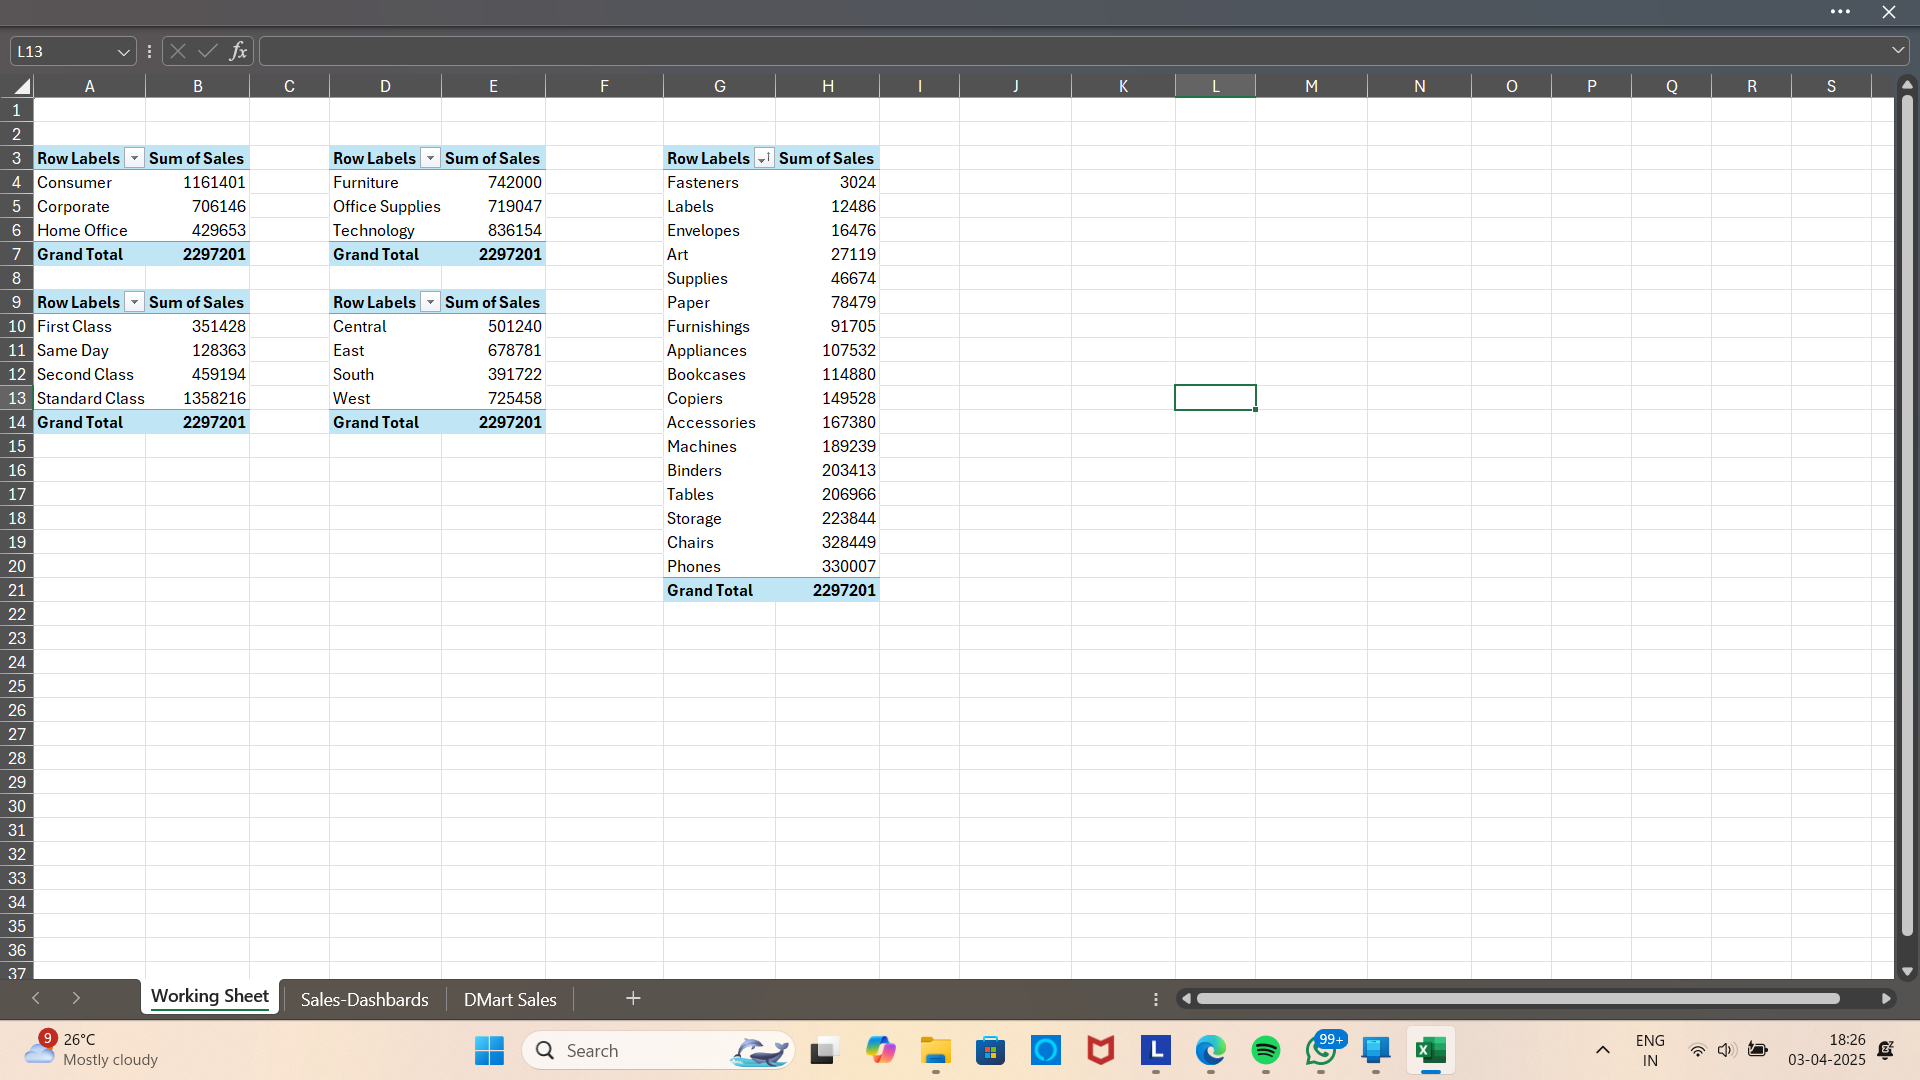 L13
fx
A B C D E F G H I J K L M N O P Q R S
1
2
3 Row Labels Sum of Sales Row Labels Sum of Sales Row Labels Sum of Sales
4 Consumer 1161401 Furniture 742000 Fasteners 3024
5 Corporate 706146 Office Supplies 719047 Labels 12486
6 Home Office 429653 Technology 836154 Envelopes 16476
7 Grand Total 2297201 Grand Total 2297201 Art 27119
8 Supplies 46674
9 Row Labels Sum of Sales Row Labels Sum of Sales Paper 78479
10 First Class 351428 Central 501240 Furnishings 91705
11 Same Day 128363 East 678781 Appliances 107532
12 Second Class 459194 South 391722 Bookcases 114880
13 Standard Class 1358216 West 725458 Copiers 149528
14 Grand Total 2297201 Grand Total 2297201 Accessories 167380
15 Machines 189239
16 Binders 203413
17 Tables 206966
18 Storage 223844
19 Chairs 328449
20 Phones 330007
21 Grand Total 2297201
22
23
24
25
26
27
28
29
30
31
32
33
34
35
36
37
Working Sheet Sales-Dashbards DMart Sales
9 26°C
Mostly cloudy
Search
L
99+
X
ENG
IN
18:26
03-04-2025